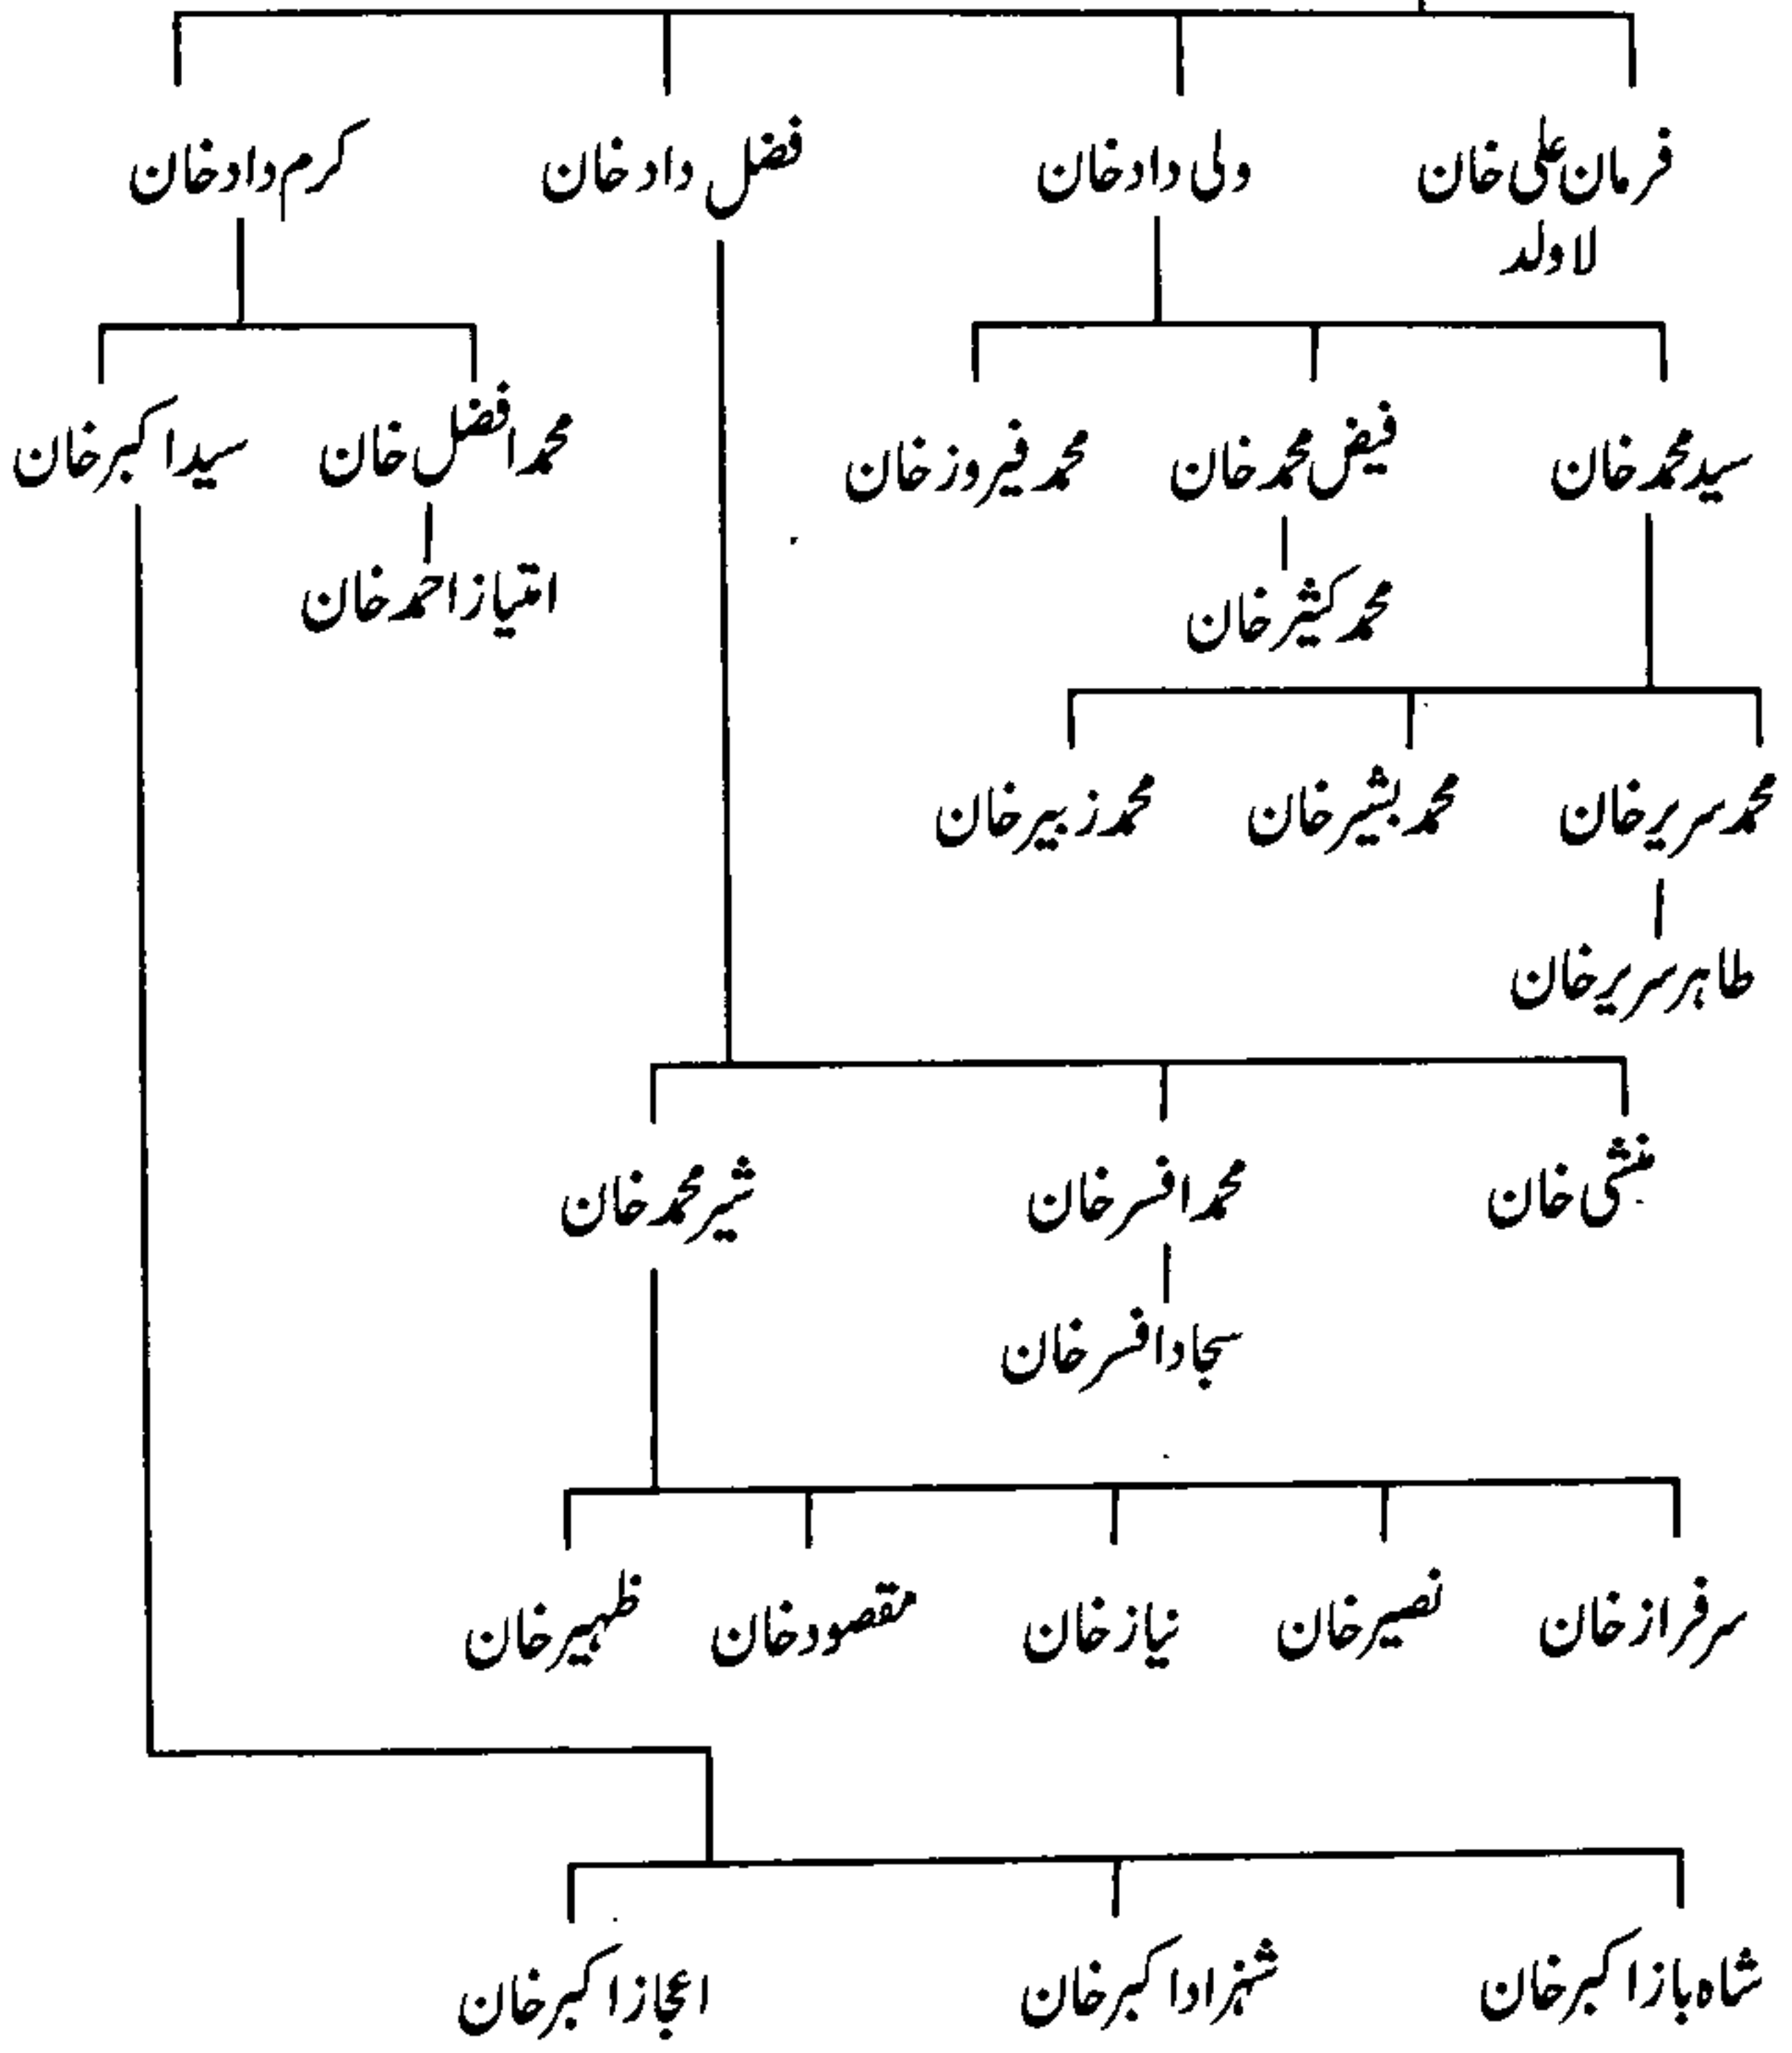 فرمان علی خان ولی داد خان فضل داد خان کرم داد خان
لاولد
سید محمد خان فیض محمد خان محمد فیروز خان محمد افضل خان سید اکبر خان
محمد کثیر خان امتیاز احمد خان
محمد سریر خان محمد بشیر خان محمد زبیر خان
طاہر سریر خان
منشی خان محمد افسر خان شیر محمد خان
سجاد افسر خان
سرفراز خان نصیر خان نیاز خان مقصود خان ظہیر خان
شاہ باز اکبر خان شہزاد اکبر خان اعجاز اکبر خان